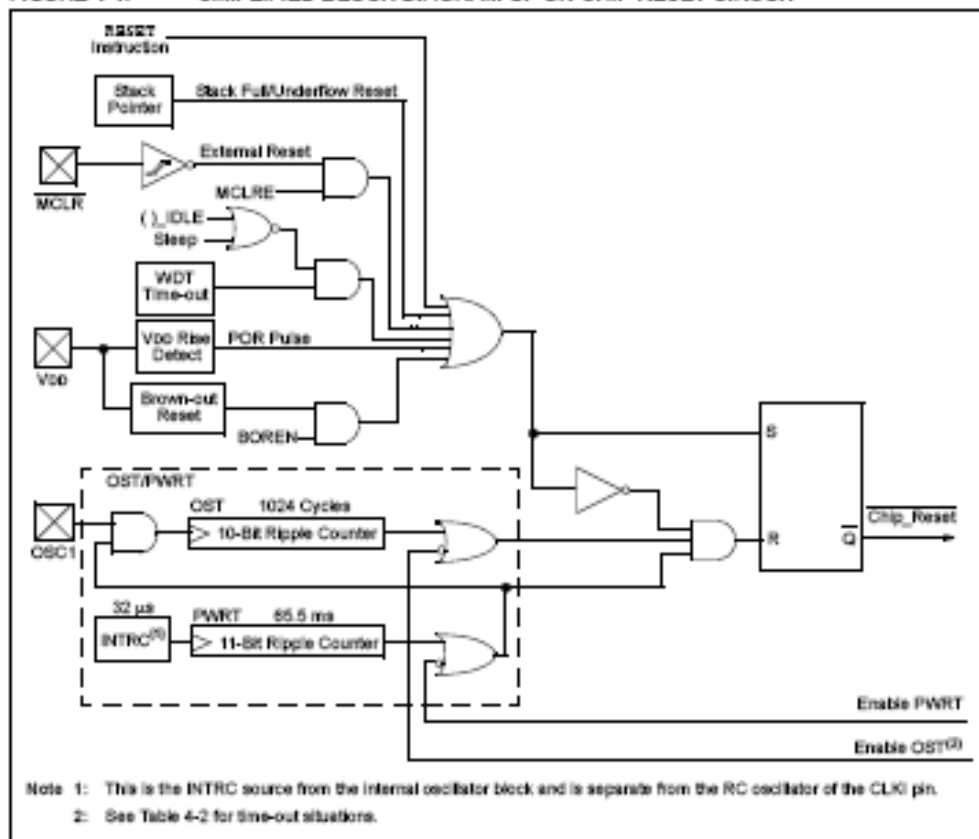 RESET
Instruction
Stack
Pointer
Stack Full/Underflow Reset
External Reset
MCLR
MCLRE
( )_IDLE
Sleep
WDT
Time-out
VDD
VDD Rise
Detect
POR Pulse
Brown-out
Reset
BOREN
S
OST/PWRT
OSC1
OST 1024 Cycles
10-Bit Ripple Counter
Chip_Reset
R
Q
32 µs
INTRC(1)
PWRT 65.5 ms
11-Bit Ripple Counter
Enable PWRT
Enable OST(2)
Note 1: This is the INTRC source from the internal oscillator block and is separate from the RC oscillator of the CLKI pin.
2: See Table 4-2 for time-out situations.